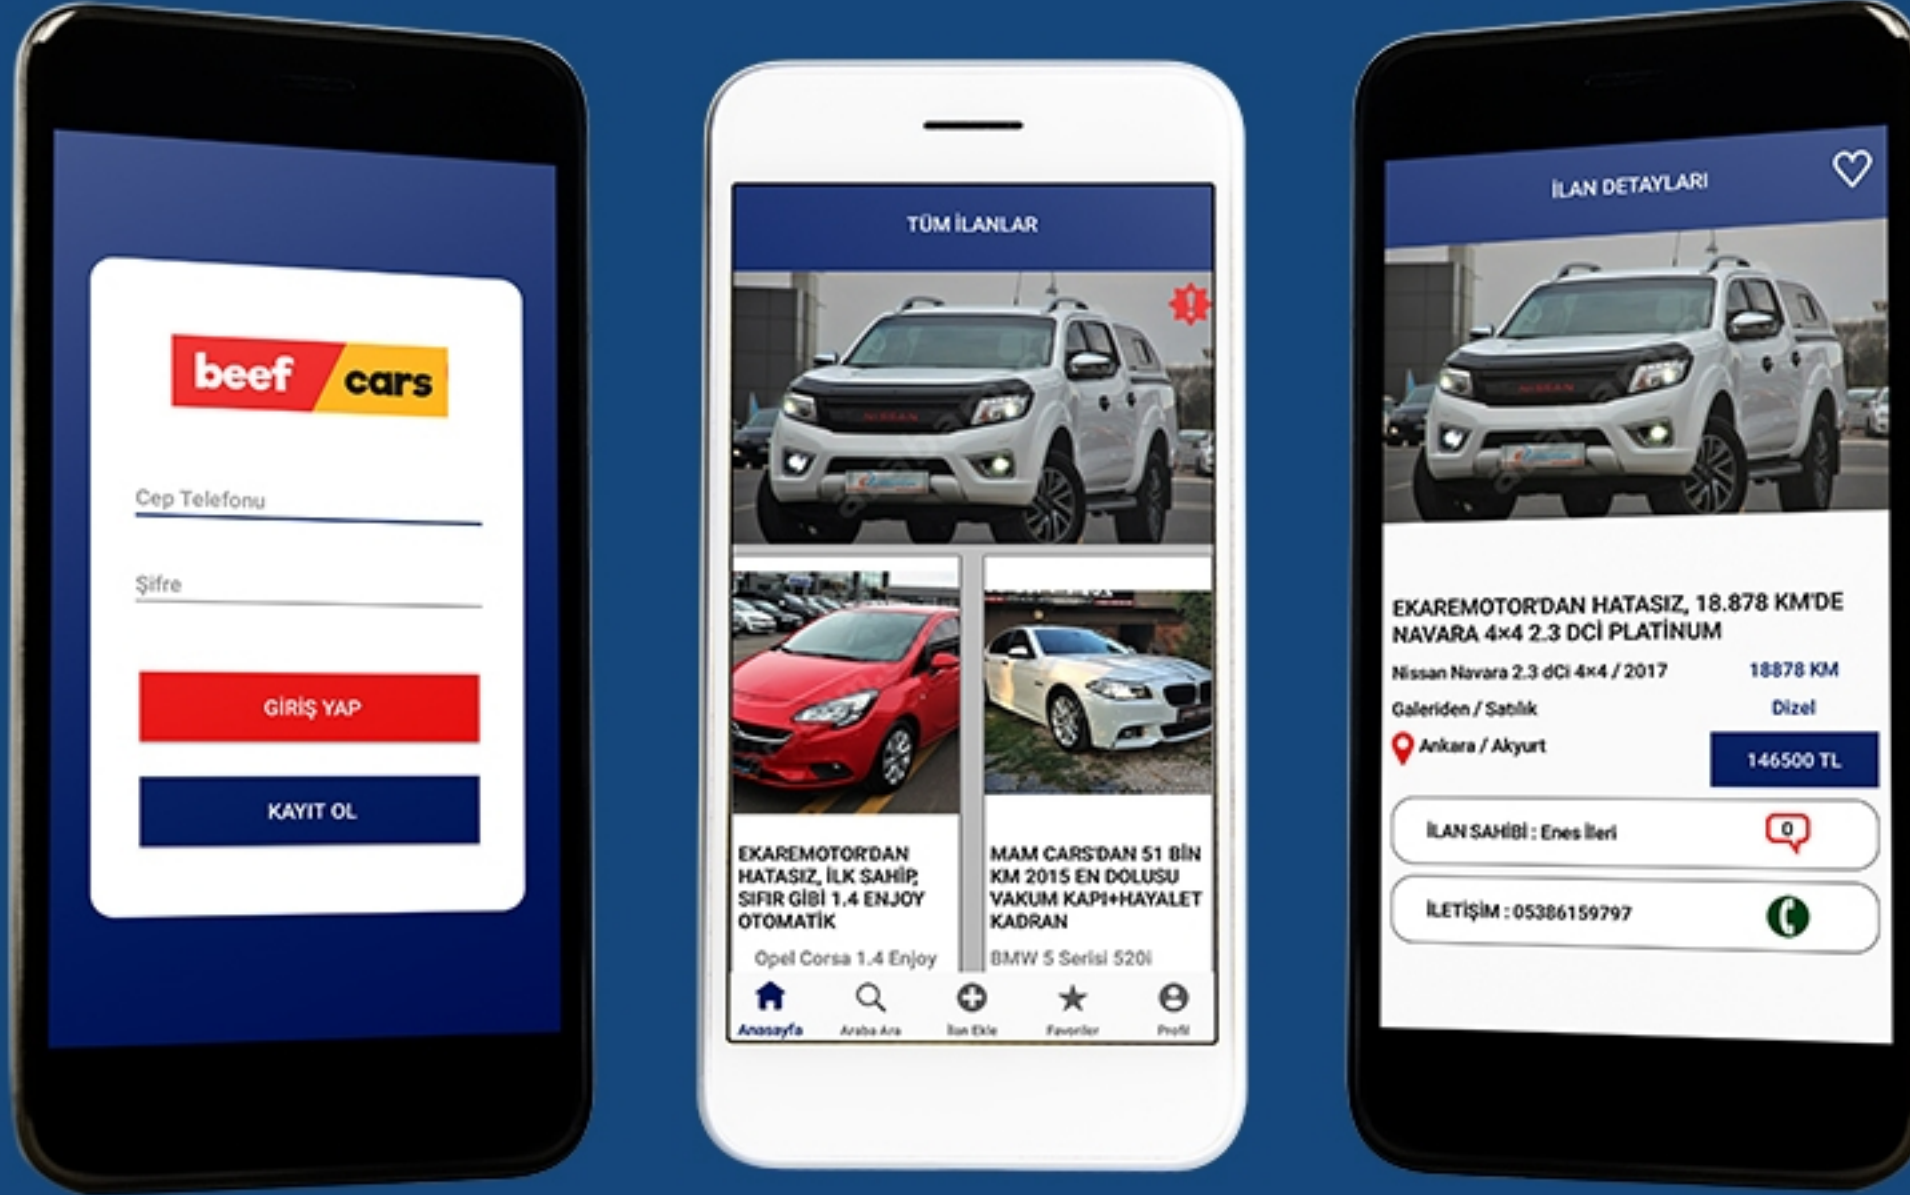 beef cars
Cep Telefonu
Şifre
GİRİŞ YAP
KAYIT OL
TÜM İLANLAR
NISSAN
EKAREMOTOR'DAN
HATASIZ, İLK SAHİP,
SIFIR GİBİ 1.4 ENJOY
OTOMATİK
Opel Corsa 1.4 Enjoy
MAM CARS'DAN 51 BİN
KM 2015 EN DOLUSU
VAKUM KAPI+HAYALET
KADRAN
BMW 5 Serisi 520i
Anasayfa
Araba Ara
İlan Ekle
Favoriler
Profil
İLAN DETAYLARI
NISSAN
EKAREMOTOR'DAN HATASIZ, 18.878 KM'DE
NAVARA 4×4 2.3 DCİ PLATİNUM
Nissan Navara 2.3 dCi 4×4 / 2017
18878 KM
Galeriden / Satılık
Dizel
Ankara / Akyurt
146500 TL
İLAN SAHİBİ : Enes İleri
0
İLETİŞİM : 05386159797